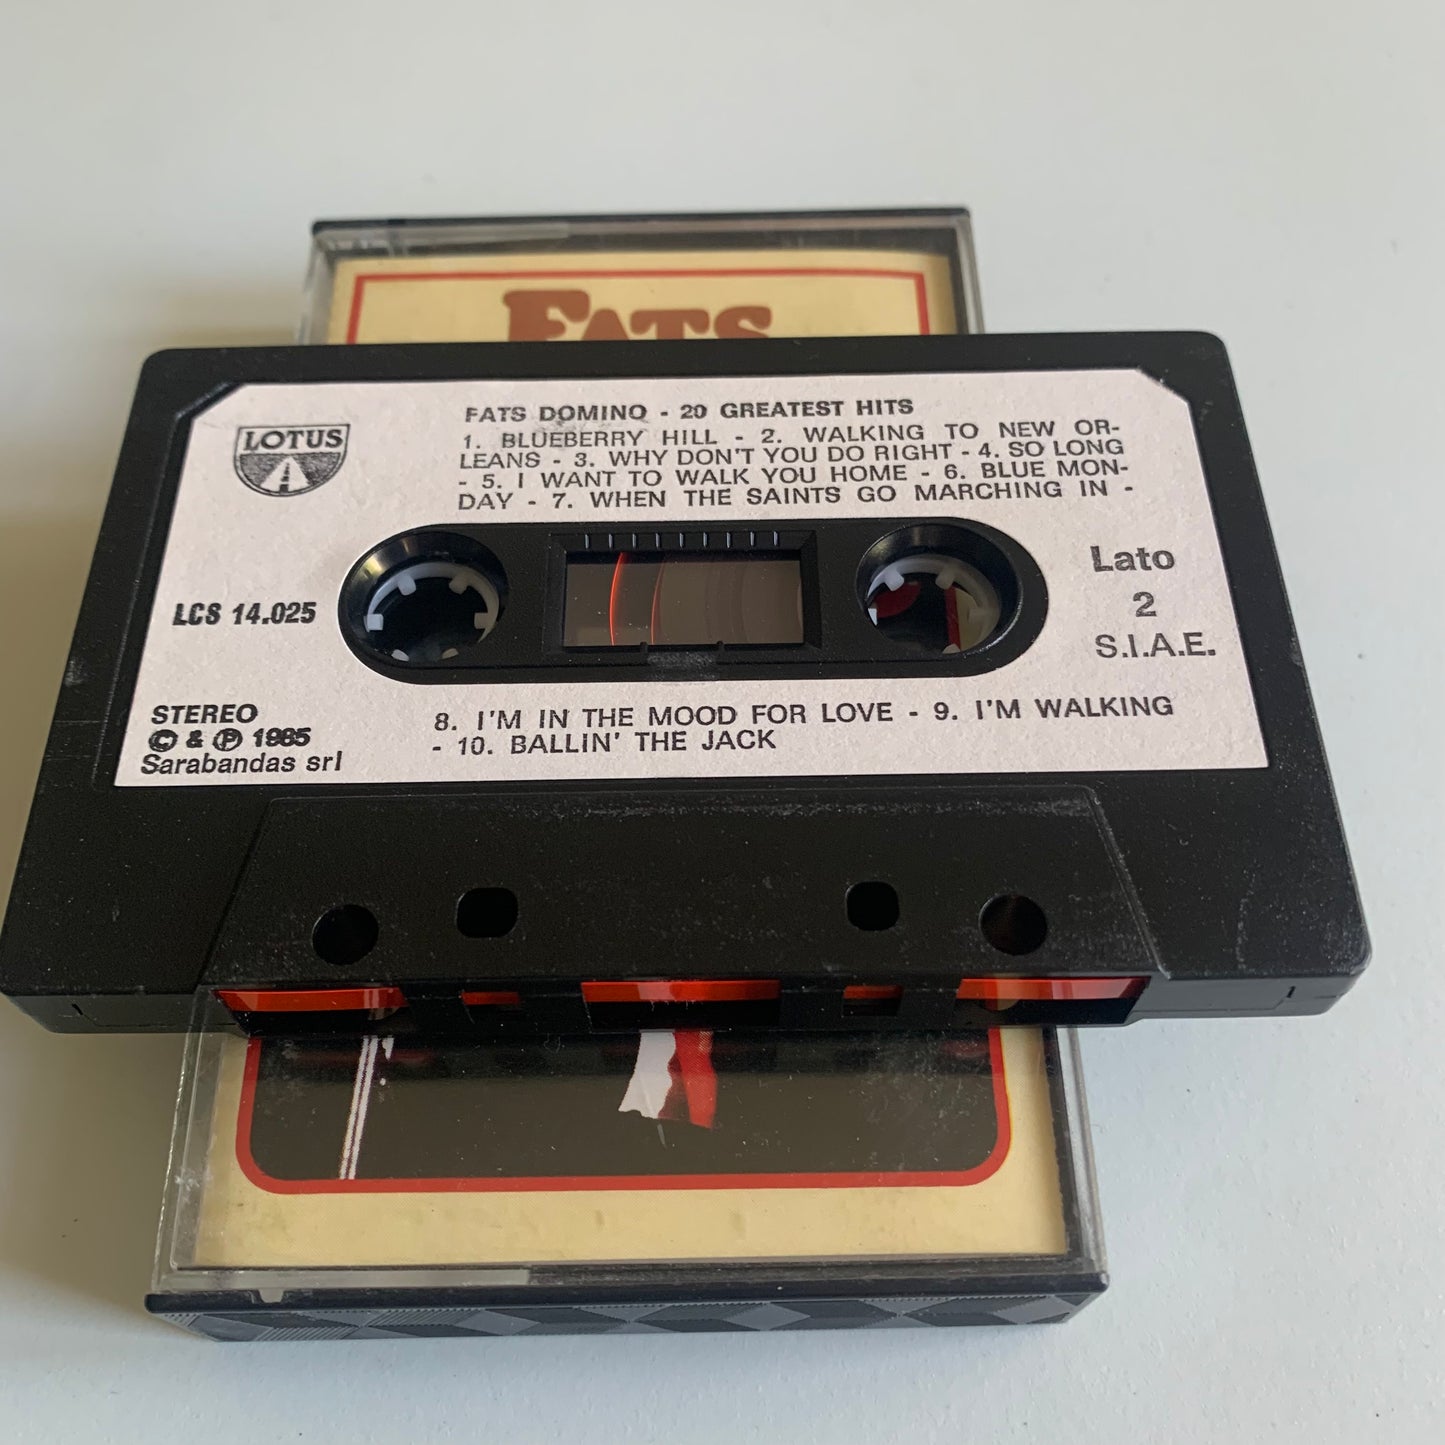 FATS
LOTUS
FATS DOMINO - 20 GREATEST HITS
1. BLUEBERRY HILL - 2. WALKING TO NEW OR-
LEANS - 3. WHY DON'T YOU DO RIGHT - 4. SO LONG
- 5. I WANT TO WALK YOU HOME - 6. BLUE MON-
DAY - 7. WHEN THE SAINTS GO MARCHING IN -
LCS 14.025
Lato
2
S.I.A.E.
STEREO
© & ℗ 1985
Sarabandas srl
8. I'M IN THE MOOD FOR LOVE - 9. I'M WALKING
- 10. BALLIN' THE JACK